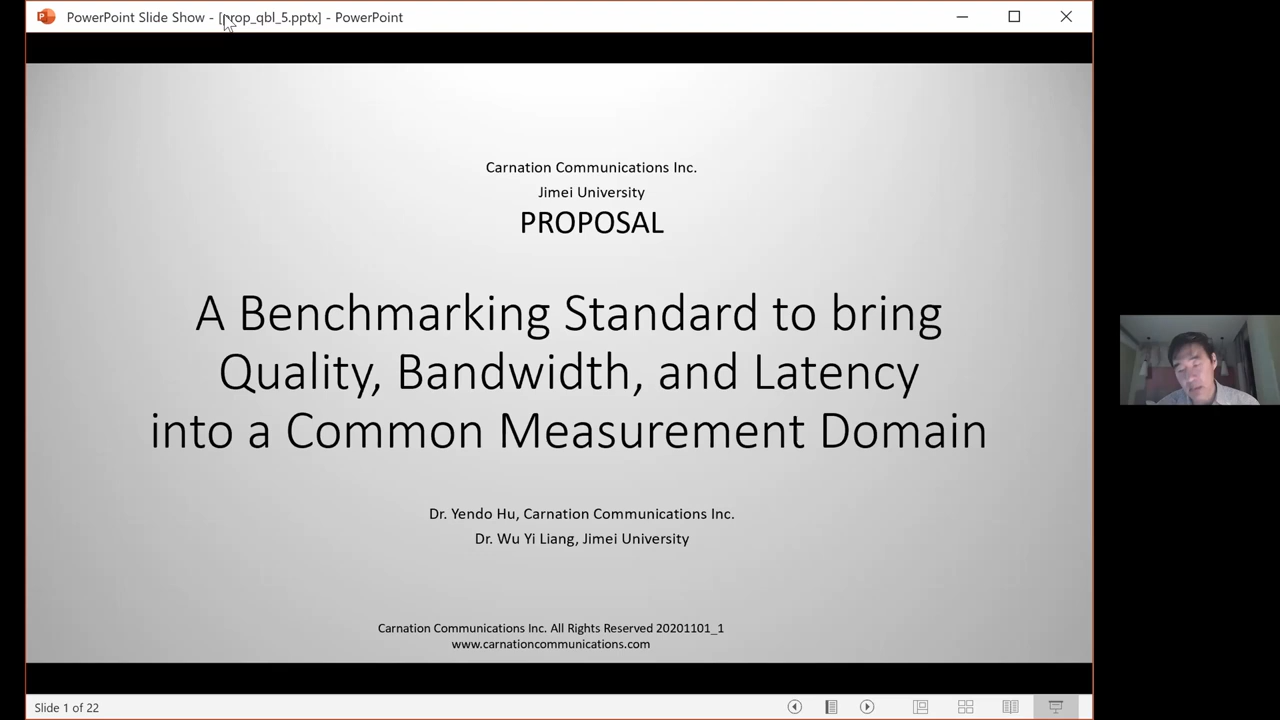 PowerPoint Slide Show - [prop_qbl_5.pptx] - PowerPoint
Carnation Communications Inc.
Jimei University
PROPOSAL
A Benchmarking Standard to bring
Quality, Bandwidth, and Latency
into a Common Measurement Domain
Dr. Yendo Hu, Carnation Communications Inc.
Dr. Wu Yi Liang, Jimei University
Carnation Communications Inc. All Rights Reserved 20201101_1
www.carnationcommunications.com
Slide 1 of 22